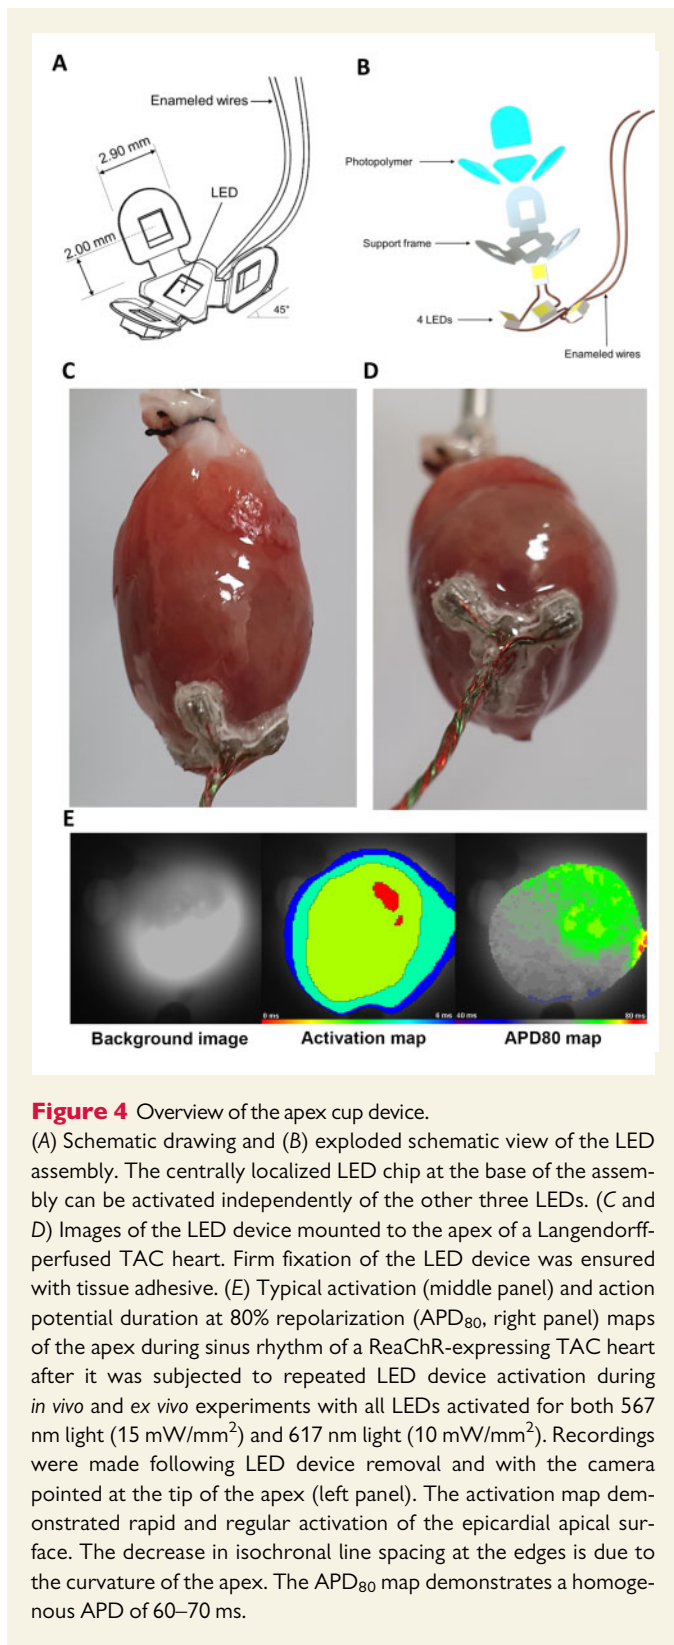 A
Enameled wires
2.90 mm
LED
2.00 mm
45°
B
Photopolymer
Support frame
4 LEDs
Enameled wires
C
D
E
0 ms
6 ms
40 ms
80 ms
Background image
Activation map
APD80 map
Figure 4 Overview of the apex cup device.
(A) Schematic drawing and (B) exploded schematic view of the LED
assembly. The centrally localized LED chip at the base of the assem-
bly can be activated independently of the other three LEDs. (C and
D) Images of the LED device mounted to the apex of a Langendorff-
perfused TAC heart. Firm fixation of the LED device was ensured
with tissue adhesive. (E) Typical activation (middle panel) and action
potential duration at 80% repolarization (APD80, right panel) maps
of the apex during sinus rhythm of a ReaChR-expressing TAC heart
after it was subjected to repeated LED device activation during
in vivo and ex vivo experiments with all LEDs activated for both 567
nm light (15 mW/mm²) and 617 nm light (10 mW/mm²). Recordings
were made following LED device removal and with the camera
pointed at the tip of the apex (left panel). The activation map dem-
onstrated rapid and regular activation of the epicardial apical sur-
face. The decrease in isochronal line spacing at the edges is due to
the curvature of the apex. The APD80 map demonstrates a homoge-
nous APD of 60–70 ms.